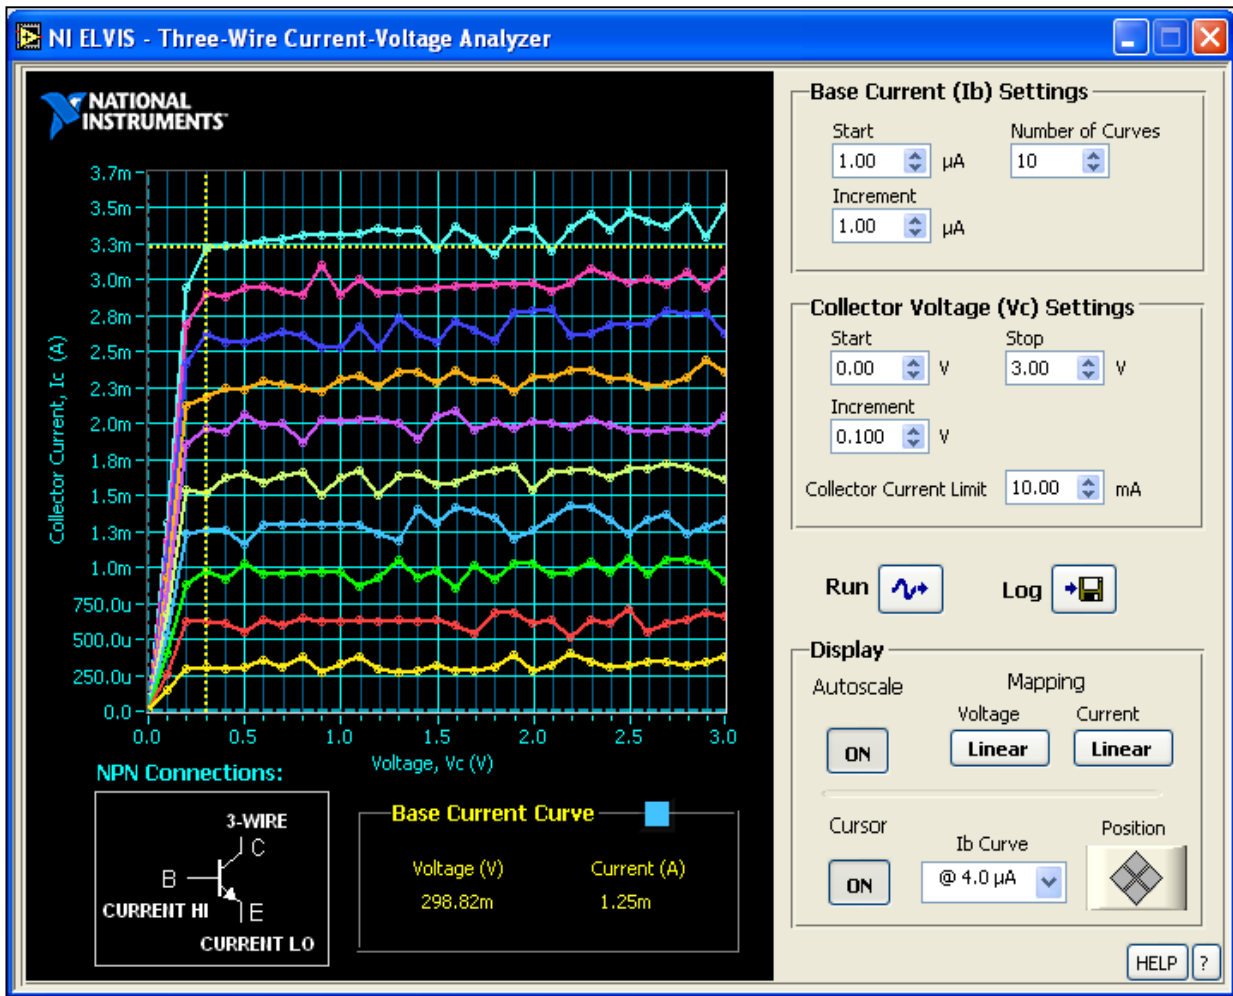 NI ELVIS - Three-Wire Current-Voltage Analyzer
NATIONAL
INSTRUMENTS™
Collector Current, Ic (A)
3.7m
3.5m
3.3m
3.0m
2.8m
2.5m
2.3m
2.0m
1.8m
1.5m
1.3m
1.0m
750.0u
500.0u
250.0u
0.0
0.0 0.5 1.0 1.5 2.0 2.5 3.0
Voltage, Vc (V)
NPN Connections:
3-WIRE
C
B
CURRENT HI
E
CURRENT LO
Base Current Curve
Voltage (V) Current (A)
298.82m 1.25m
Base Current (Ib) Settings
Start Number of Curves
1.00 µA 10
Increment
1.00 µA
Collector Voltage (Vc) Settings
Start Stop
0.00 V 3.00 V
Increment
0.100 V
Collector Current Limit 10.00 mA
Run Log
Display
Autoscale Mapping
Voltage Current
ON Linear Linear
Cursor Ib Curve Position
ON @ 4.0 µA
HELP ?